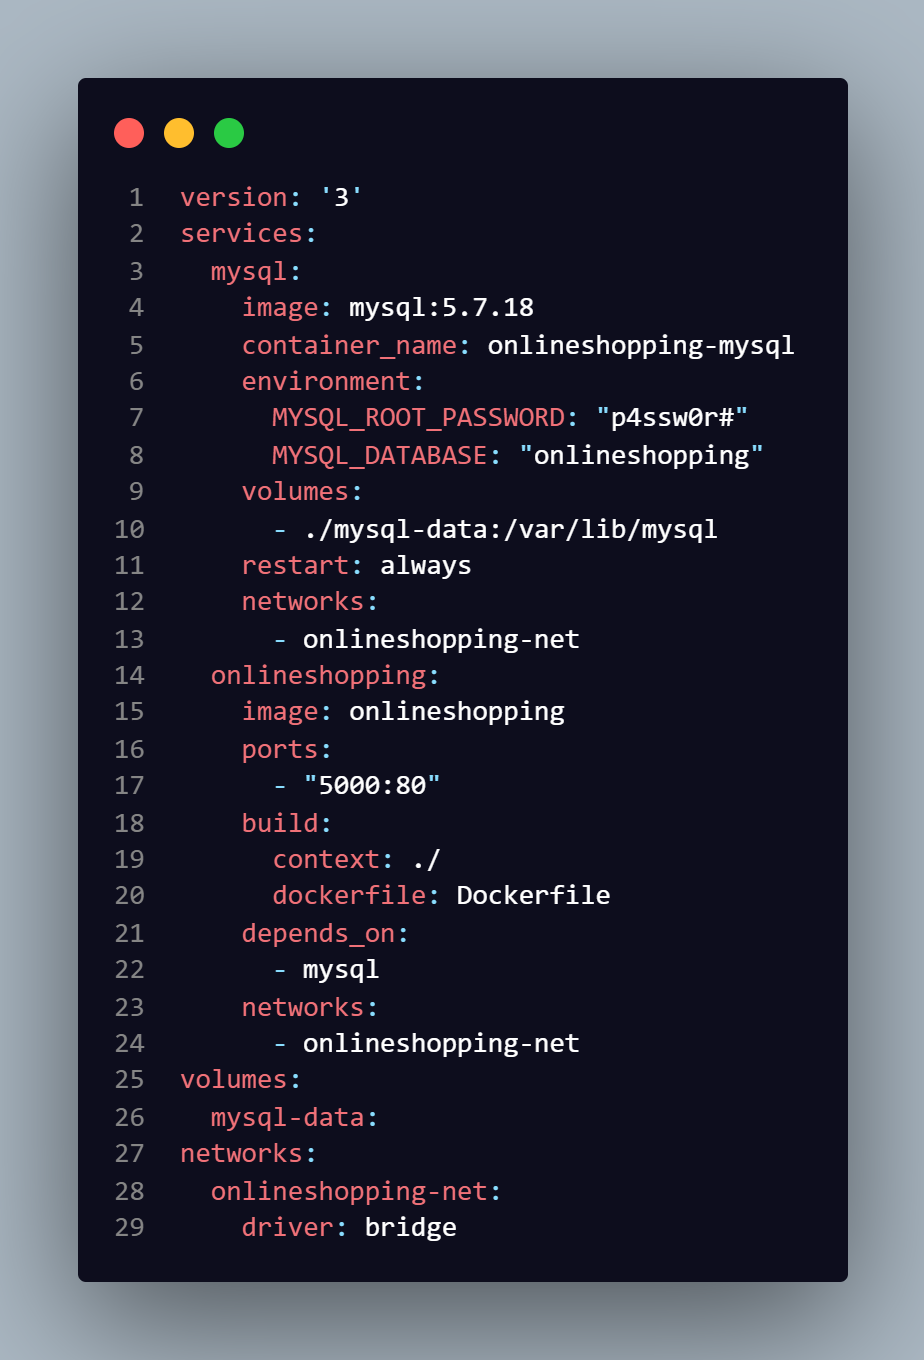 1 version: '3'
2 services:
3   mysql:
4     image: mysql:5.7.18
5     container_name: onlineshopping-mysql
6     environment:
7       MYSQL_ROOT_PASSWORD: "p4ssw0r#"
8       MYSQL_DATABASE: "onlineshopping"
9     volumes:
10       - ./mysql-data:/var/lib/mysql
11     restart: always
12     networks:
13       - onlineshopping-net
14   onlineshopping:
15     image: onlineshopping
16     ports:
17       - "5000:80"
18     build:
19       context: ./
20       dockerfile: Dockerfile
21     depends_on:
22       - mysql
23     networks:
24       - onlineshopping-net
25 volumes:
26   mysql-data:
27 networks:
28   onlineshopping-net:
29     driver: bridge